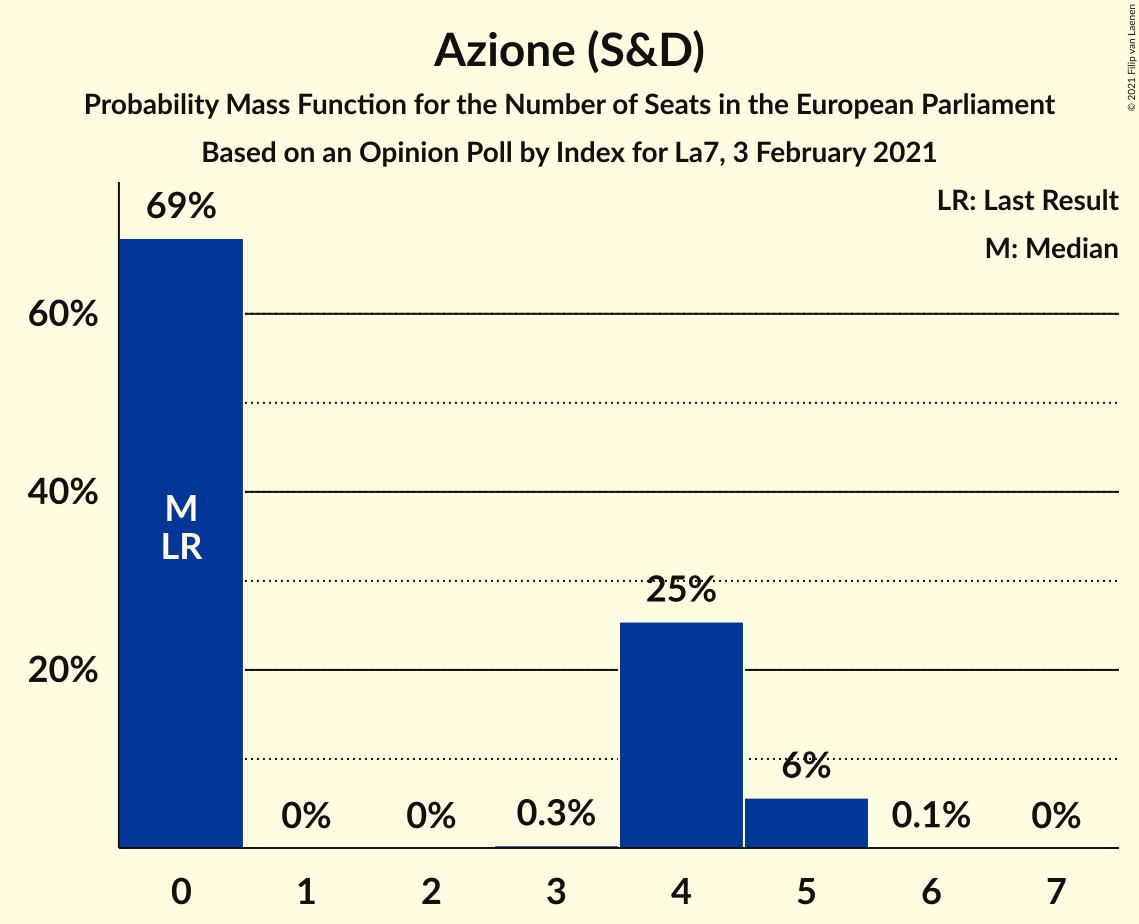 Azione (S&D)
Probability Mass Function for the Number of Seats in the European Parliament
Based on an Opinion Poll by Index for La7, 3 February 2021
© 2021 Filip van Laenen
LR: Last Result
M: Median
69%
60%
40%
20%
M
LR
0%
0%
0.3%
25%
6%
0.1%
0%
0 1 2 3 4 5 6 7